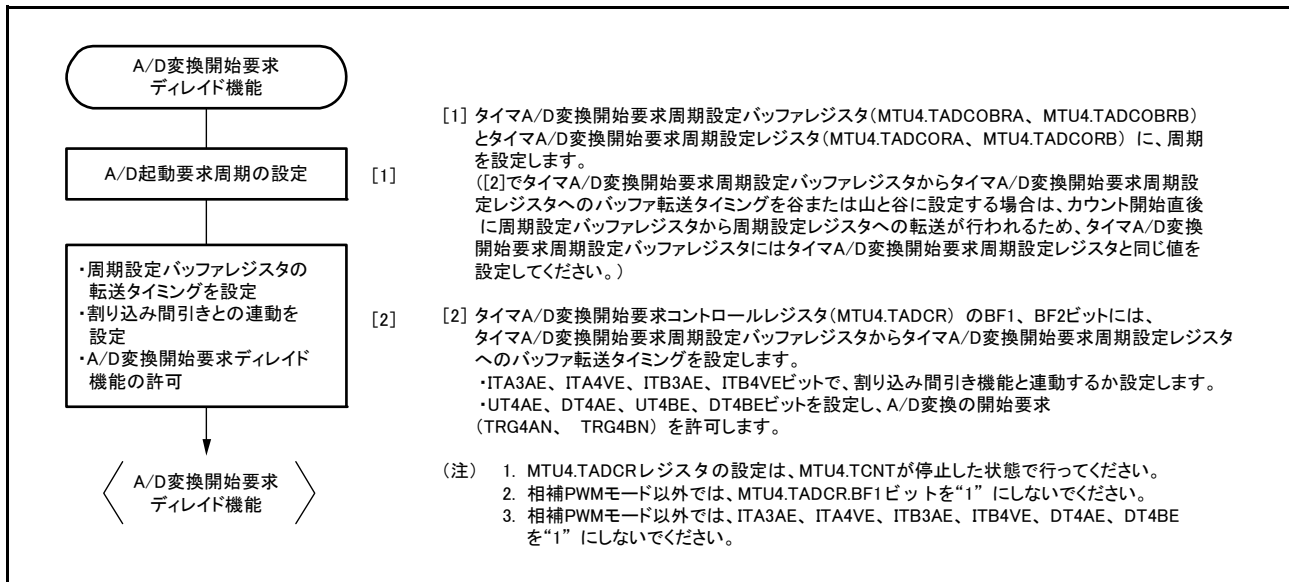 A/D変換開始要求
ディレイド機能
A/D起動要求周期の設定
[1]
・周期設定バッファレジスタの
転送タイミングを設定
・割り込み間引きとの連動を
設定
・A/D変換開始要求ディレイド
機能の許可
[2]
A/D変換開始要求
ディレイド機能
[1] タイマA/D変換開始要求周期設定バッファレジスタ(MTU4.TADCOBRA、 MTU4.TADCOBRB)
とタイマA/D変換開始要求周期設定レジスタ(MTU4.TADCORA、 MTU4.TADCORB) に、周期
を設定します。
([2]でタイマA/D変換開始要求周期設定バッファレジスタからタイマA/D変換開始要求周期設
定レジスタへのバッファ転送タイミングを谷または山と谷に設定する場合は、カウント開始直後
に周期設定バッファレジスタから周期設定レジスタへの転送が行われるため、タイマA/D変換
開始要求周期設定バッファレジスタにはタイマA/D変換開始要求周期設定レジスタと同じ値を
設定してください。)
[2] タイマA/D変換開始要求コントロールレジスタ(MTU4.TADCR) のBF1、BF2ビットには、
タイマA/D変換開始要求周期設定バッファレジスタからタイマA/D変換開始要求周期設定レジスタ
へのバッファ転送タイミングを設定します。
・ITA3AE、ITA4VE、ITB3AE、ITB4VEビットで、割り込み間引き機能と連動するか設定します。
・UT4AE、DT4AE、UT4BE、DT4BEビットを設定し、A/D変換の開始要求
(TRG4AN、 TRG4BN) を許可します。
(注) 1. MTU4.TADCRレジスタの設定は、MTU4.TCNTが停止した状態で行ってください。
2. 相補PWMモード以外では、MTU4.TADCR.BF1ビットを“1” にしないでください。
3. 相補PWMモード以外では、ITA3AE、ITA4VE、ITB3AE、ITB4VE、DT4AE、DT4BE
を“1” にしないでください。